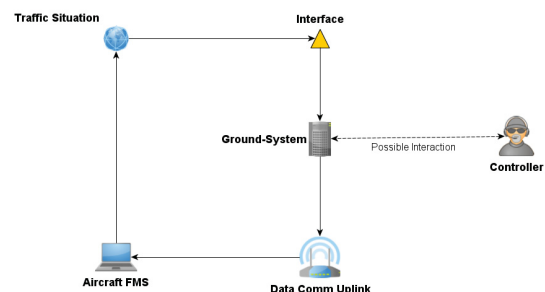 Traffic Situation
Interface
Ground-System
Possible Interaction
Controller
Aircraft FMS
Data Comm Uplink